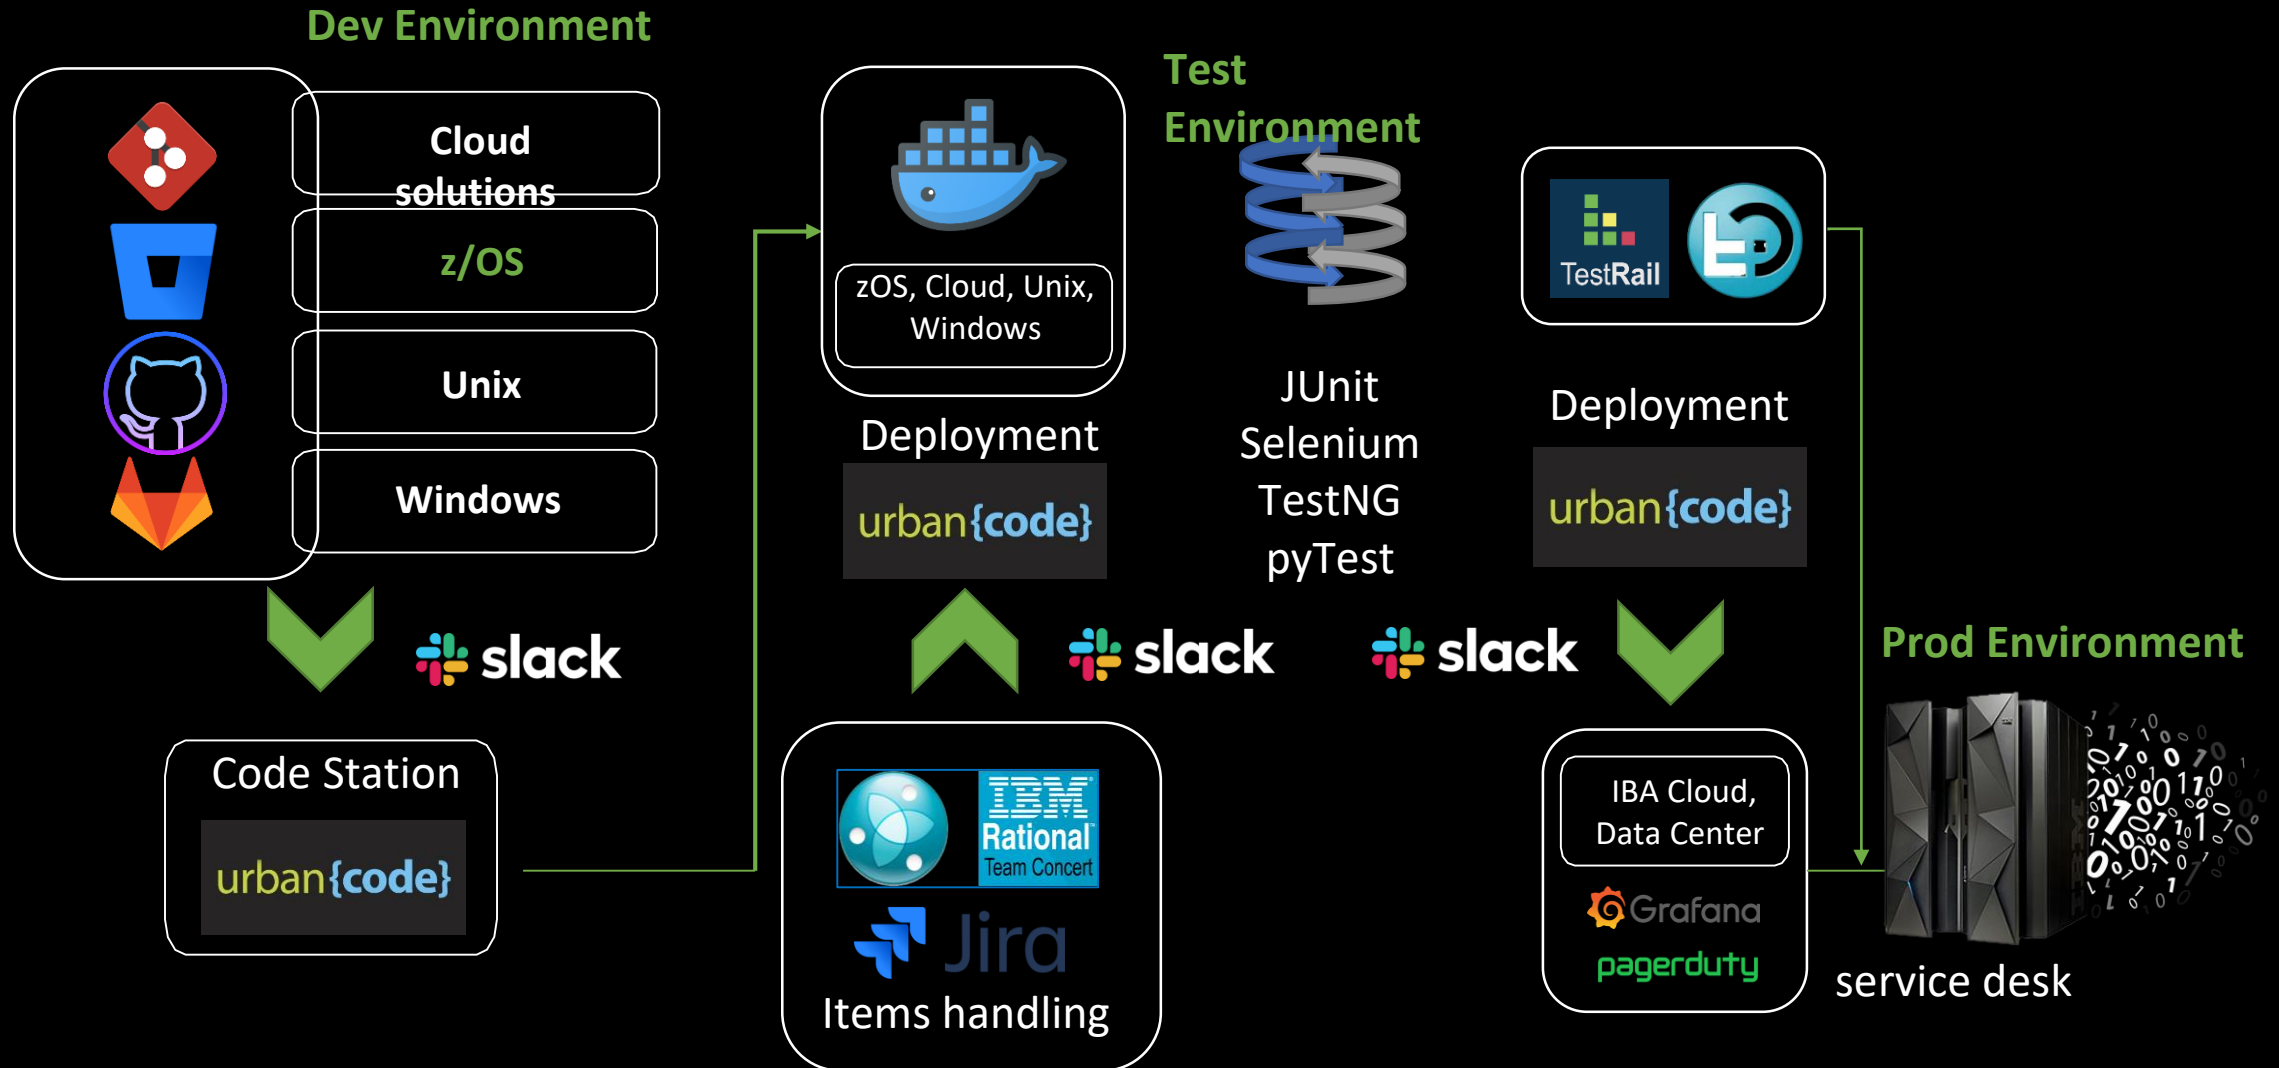 Dev Environment
Cloud
solutions
z/OS
Unix
Windows
slack
Code Station
urban{code}
zOS, Cloud, Unix,
Windows
Deployment
urban{code}
slack
IBM
Rational
Team Concert
Jira
Items handling
Test
Environment
JUnit
Selenium
TestNG
pyTest
TestRail
Deployment
urban{code}
slack
IBA Cloud,
Data Center
Grafana
pagerduty
Prod Environment
IBM
service desk